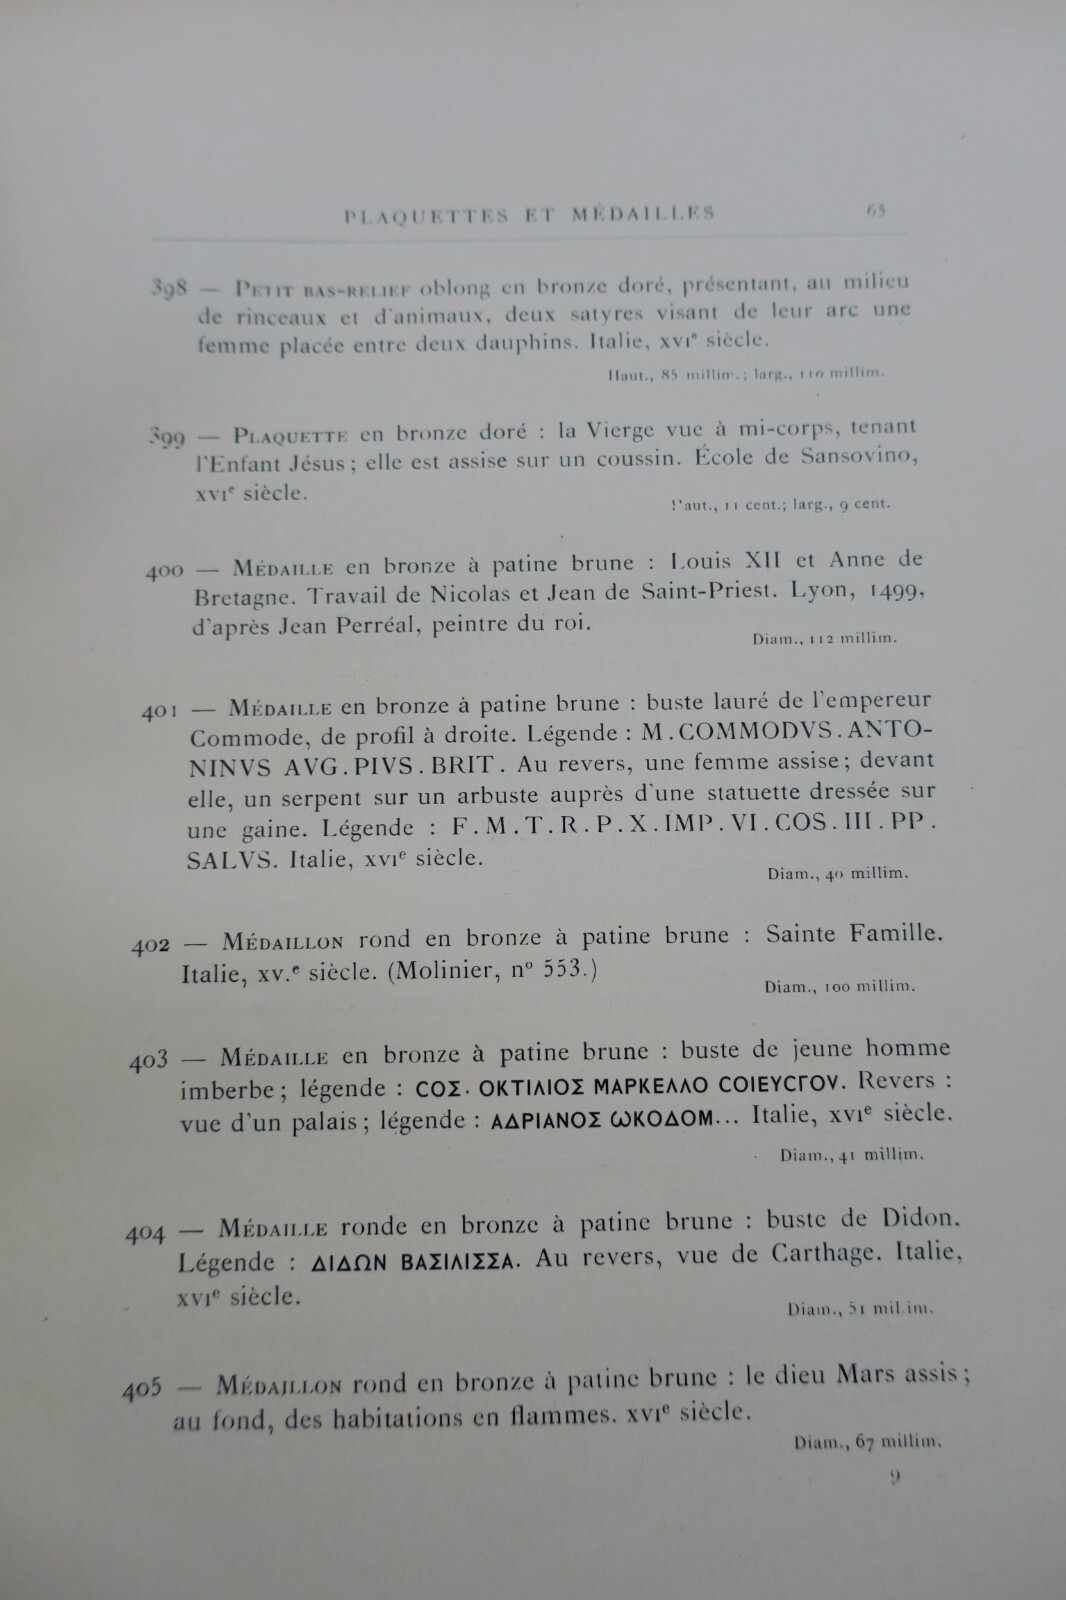 PLAQUETTES ET MÉDAILLES 65
398 — PETIT BAS-RELIEF oblong en bronze doré, présentant, au milieu
de rinceaux et d'animaux, deux satyres visant de leur arc une
femme placée entre deux dauphins. Italie, XVIe siècle.
Haut., 85 millim.; larg., 110 millim.
399 — PLAQUETTE en bronze doré : la Vierge vue à mi-corps, tenant
l'Enfant Jésus; elle est assise sur un coussin. École de Sansovino,
XVIe siècle.
Haut., 11 cent.; larg., 9 cent.
400 — MÉDAILLE en bronze à patine brune : Louis XII et Anne de
Bretagne. Travail de Nicolas et Jean de Saint-Priest. Lyon, 1499,
d'après Jean Perréal, peintre du roi.
Diam., 112 millim.
401 — MÉDAILLE en bronze à patine brune : buste lauré de l'empereur
Commode, de profil à droite. Légende : M.COMMODVS.ANTO-
NINVS AVG.PIVS.BRIT. Au revers, une femme assise; devant
elle, un serpent sur un arbuste auprès d'une statuette dressée sur
une gaine. Légende : F.M.T.R.P.X.IMP.VI.COS.III.PP.
SALVS. Italie, XVIe siècle.
Diam., 40 millim.
402 — MÉDAILLON rond en bronze à patine brune : Sainte Famille.
Italie, XV.e siècle. (Molinier, n° 553.)
Diam., 100 millim.
403 — MÉDAILLE en bronze à patine brune : buste de jeune homme
imberbe; légende : COΣ. OKTIΛIOΣ MAPKEΛΛO COIEYCΓOV. Revers :
vue d'un palais; légende : AΔPIANOΣ ѠKOΔOM... Italie, XVIe siècle.
Diam., 41 millim.
404 — MÉDAILLE ronde en bronze à patine brune : buste de Didon.
Légende : ΔIΔΩN BAΣIΛIΣΣA. Au revers, vue de Carthage. Italie,
XVIe siècle.
Diam., 51 mil.im.
405 — MÉDAILLON rond en bronze à patine brune : le dieu Mars assis;
au fond, des habitations en flammes. XVIe siècle.
Diam., 67 millim.
9